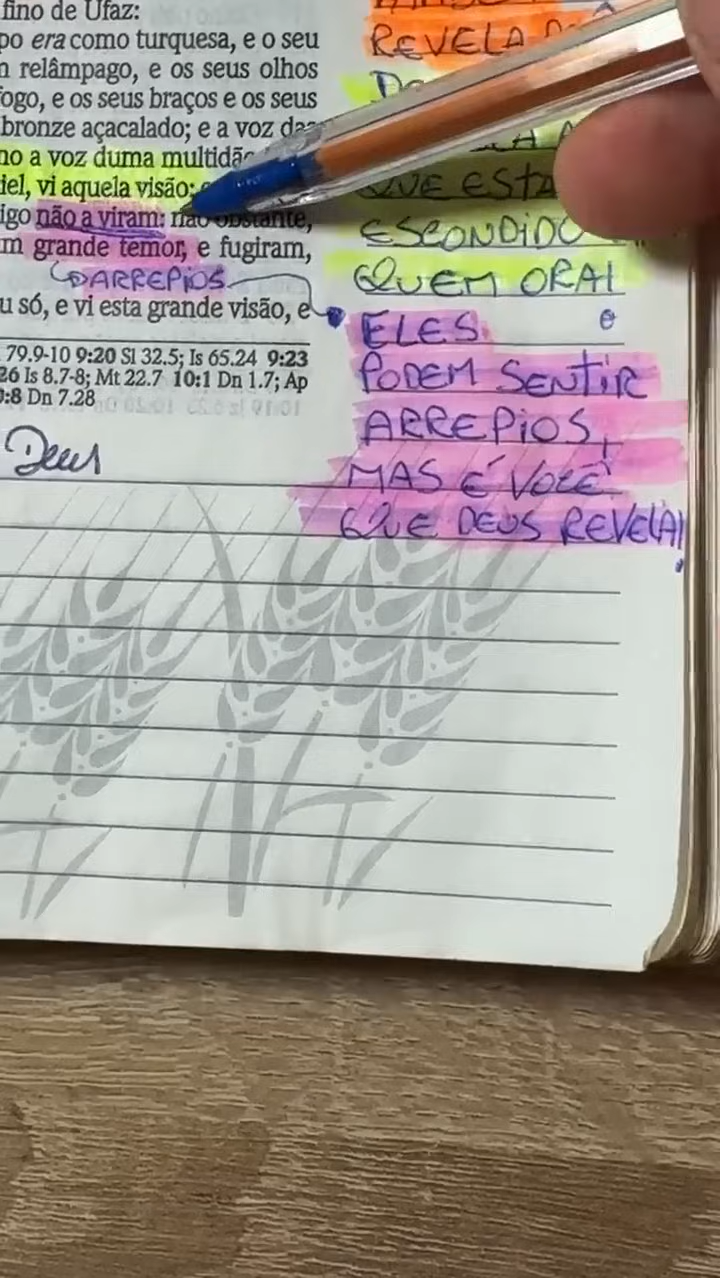 fino de Ufaz:
po era como turquesa, e o seu
n relâmpago, e os seus olhos
fogo, e os seus braços e os seus
bronze açacalado; e a voz das
no a voz duma multidão
iel, vi aquela visão:
igo não a viram: não obstante,
m grande temor, e fugiram,
ARREPIOS
u só, e vi esta grande visão, e
79.9-10 9:20 Sl 32.5; Is 65.24 9:23
26 Is 8.7-8; Mt 22.7 10:1 Dn 1.7; Ap
0:8 Dn 7.28
Deus
REVELA
QUE ESTA
ESCONDIDO
QUEM ORA!
ELES
PODEM SENTIR
ARREPIOS,
MAS É VOCÊ
QUE DEUS REVELA!